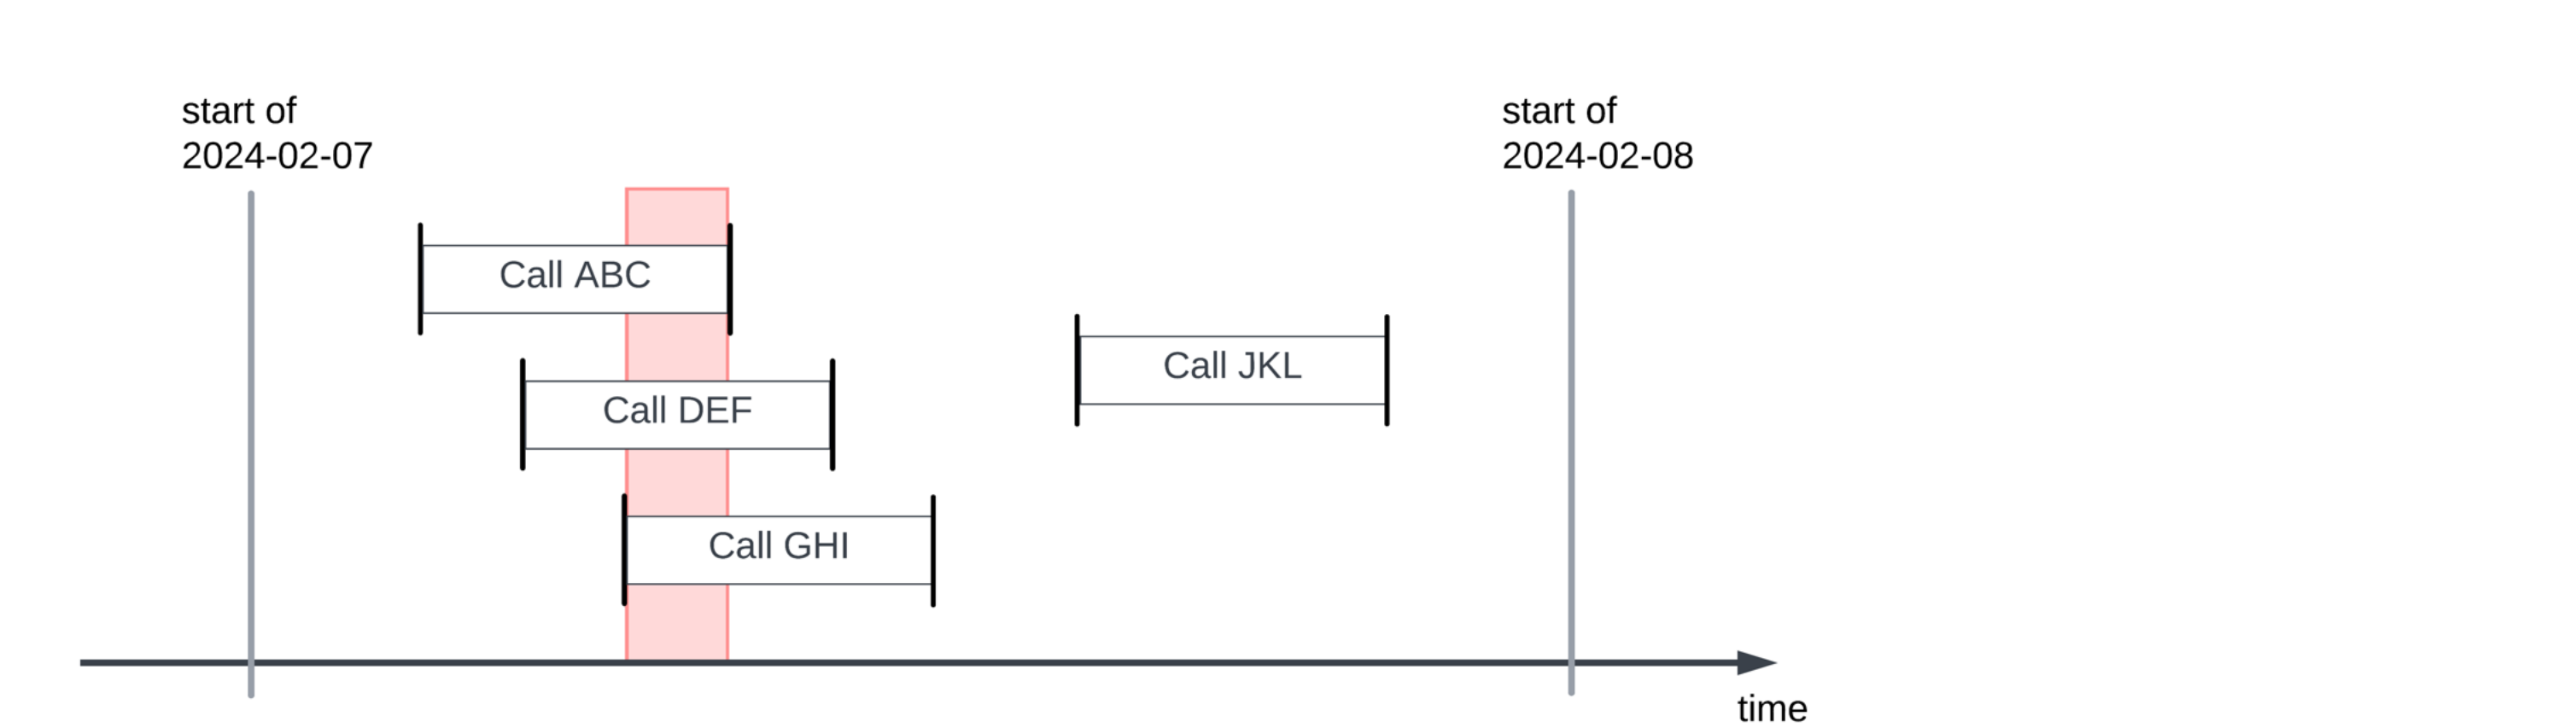 start of
2024-02-07
start of
2024-02-08
Call ABC
Call JKL
Call DEF
Call GHI
time